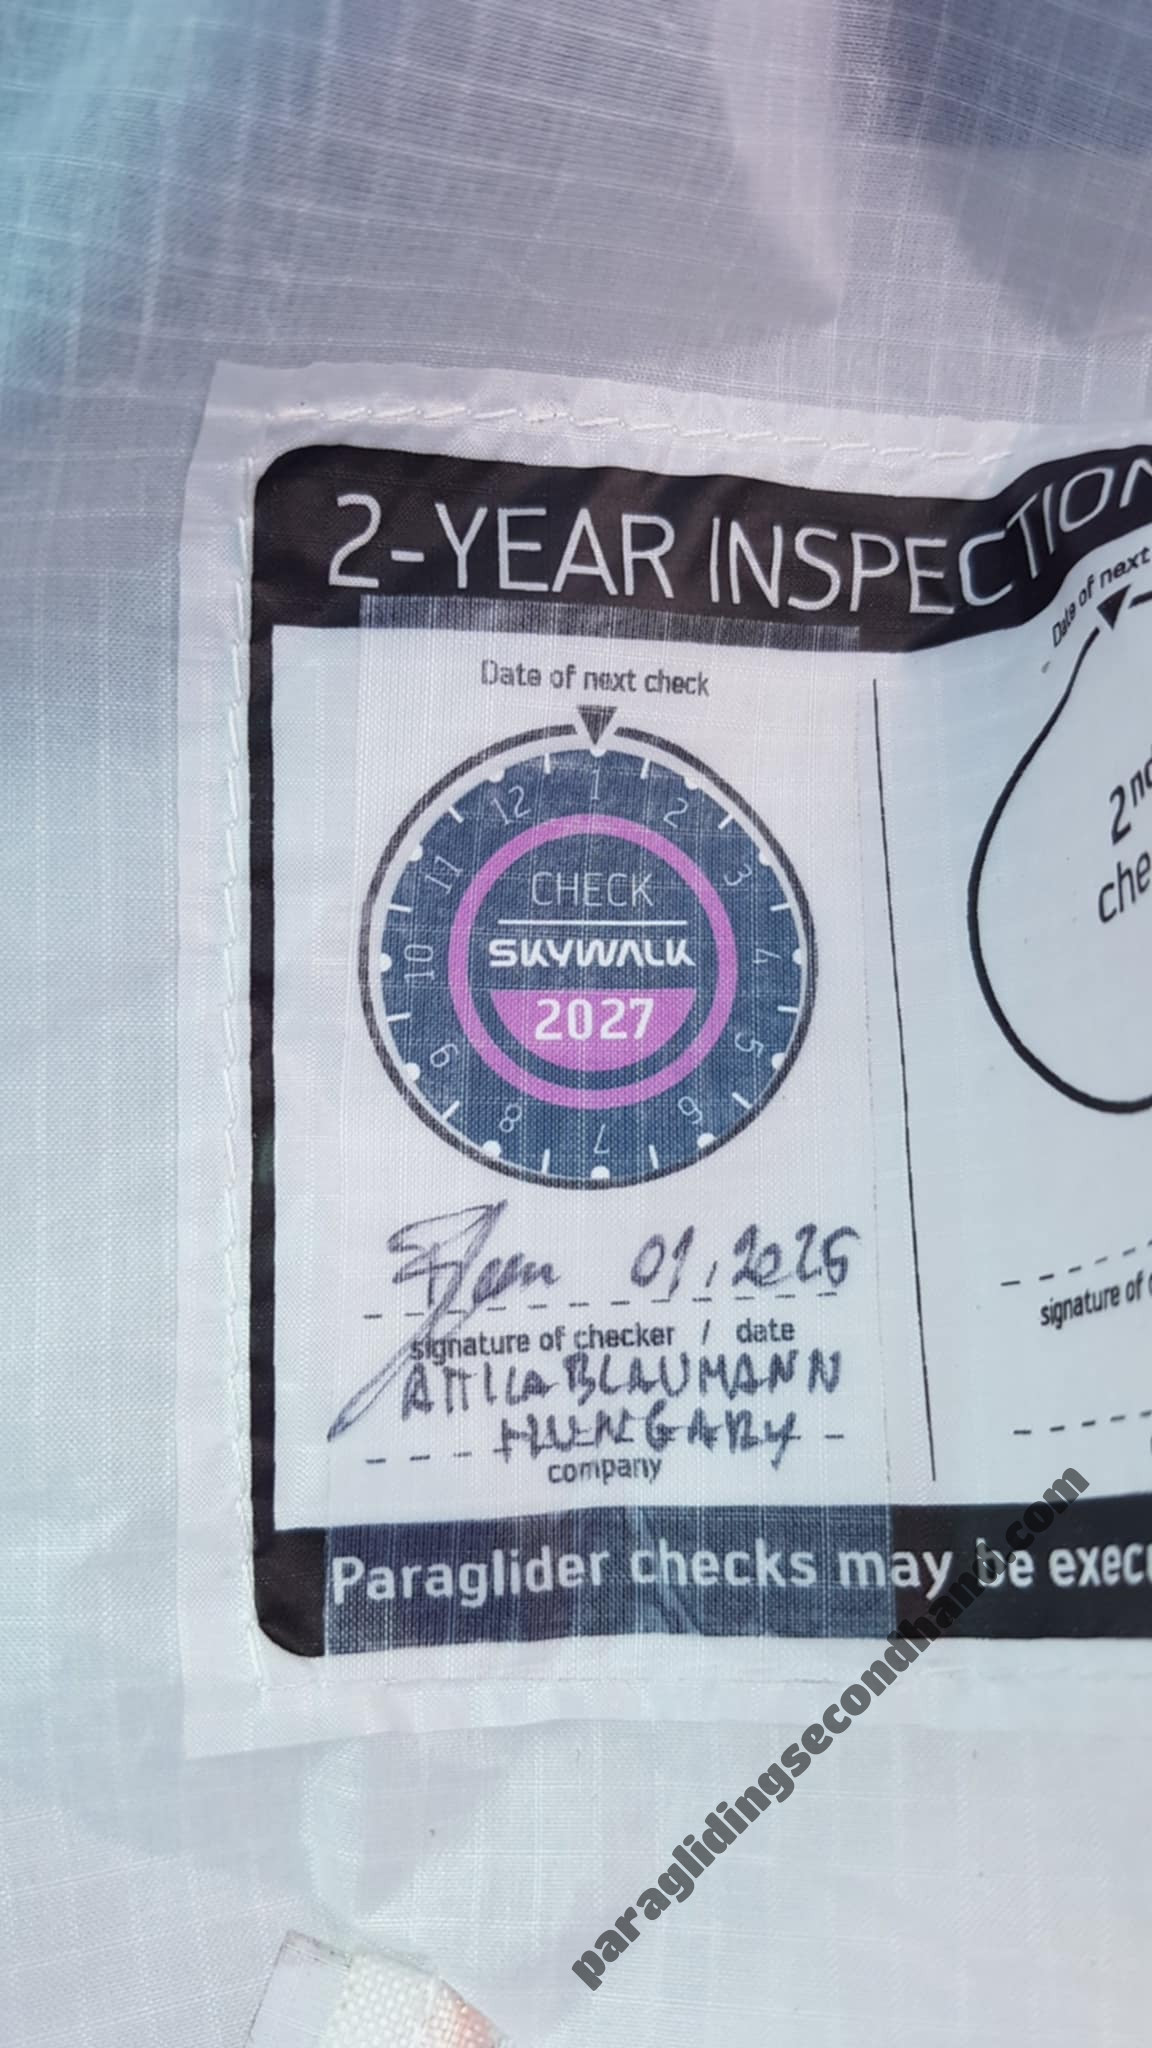 2-YEAR INSPECTION
Date of next check
1
2
3
4
5
6
7
8
9
10
11
12
CHECK
SKYWALK
2027
01,2025
signature of checker / date
ATTILA BLAUMANN
HUNGARY
company
Date of next
2nd
che
signature of
Paraglider checks may be exec
paraglidingsecondhand.com